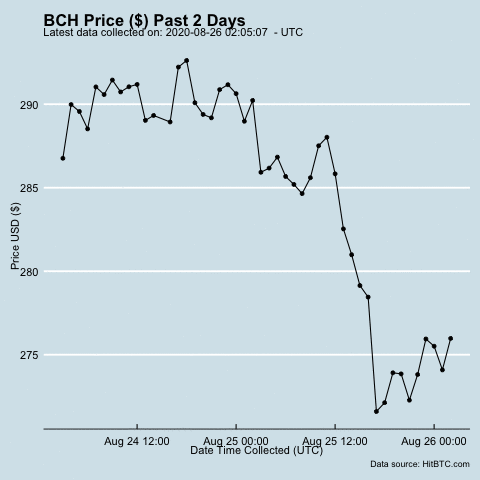 BCH Price ($) Past 2 Days
Latest data collected on: 2020-08-26 02:05:07  - UTC
Price USD ($)
290
285
280
275
Aug 24 12:00
Aug 25 00:00
Aug 25 12:00
Aug 26 00:00
Date Time Collected (UTC)
Data source: HitBTC.com